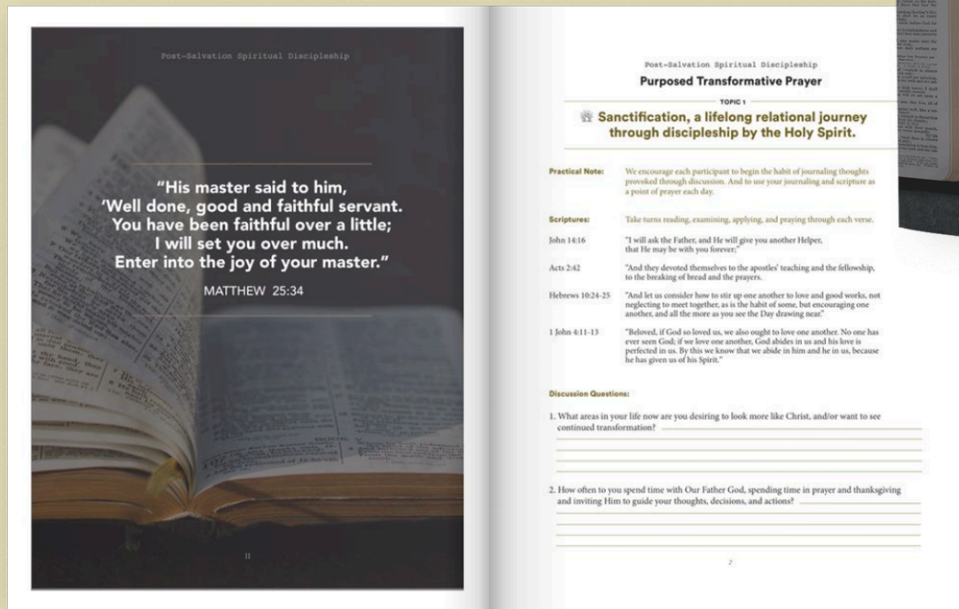 Post-Salvation Spiritual Discipleship
“His master said to him,
‘Well done, good and faithful servant.
You have been faithful over a little;
I will set you over much.
Enter into the joy of your master.”
MATTHEW 25:34
II
Post-Salvation Spiritual Discipleship
Purposed Transformative Prayer
TOPIC 1
Sanctification, a lifelong relational journey
through discipleship by the Holy Spirit.
Practical Note: We encourage each participant to begin the habit of journaling thoughts
provoked through discussion. And to use your journaling and scripture as
a point of prayer each day.
Scriptures: Take turns reading, examining, applying, and praying through each verse.
John 14:16 “I will ask the Father, and He will give you another Helper,
that He may be with you forever;”
Acts 2:42 “And they devoted themselves to the apostles’ teaching and the fellowship,
to the breaking of bread and the prayers.
Hebrews 10:24-25 “And let us consider how to stir up one another to love and good works, not
neglecting to meet together, as is the habit of some, but encouraging one
another, and all the more as you see the Day drawing near.”
1 John 4:11-13 “Beloved, if God so loved us, we also ought to love one another. No one has
ever seen God; if we love one another, God abides in us and his love is
perfected in us. By this we know that we abide in him and he in us, because
he has given us of his Spirit.”
Discussion Questions:
1. What areas in your life now are you desiring to look more like Christ, and/or want to see
continued transformation?
2. How often to you spend time with Our Father God, spending time in prayer and thanksgiving
and inviting Him to guide your thoughts, decisions, and actions?